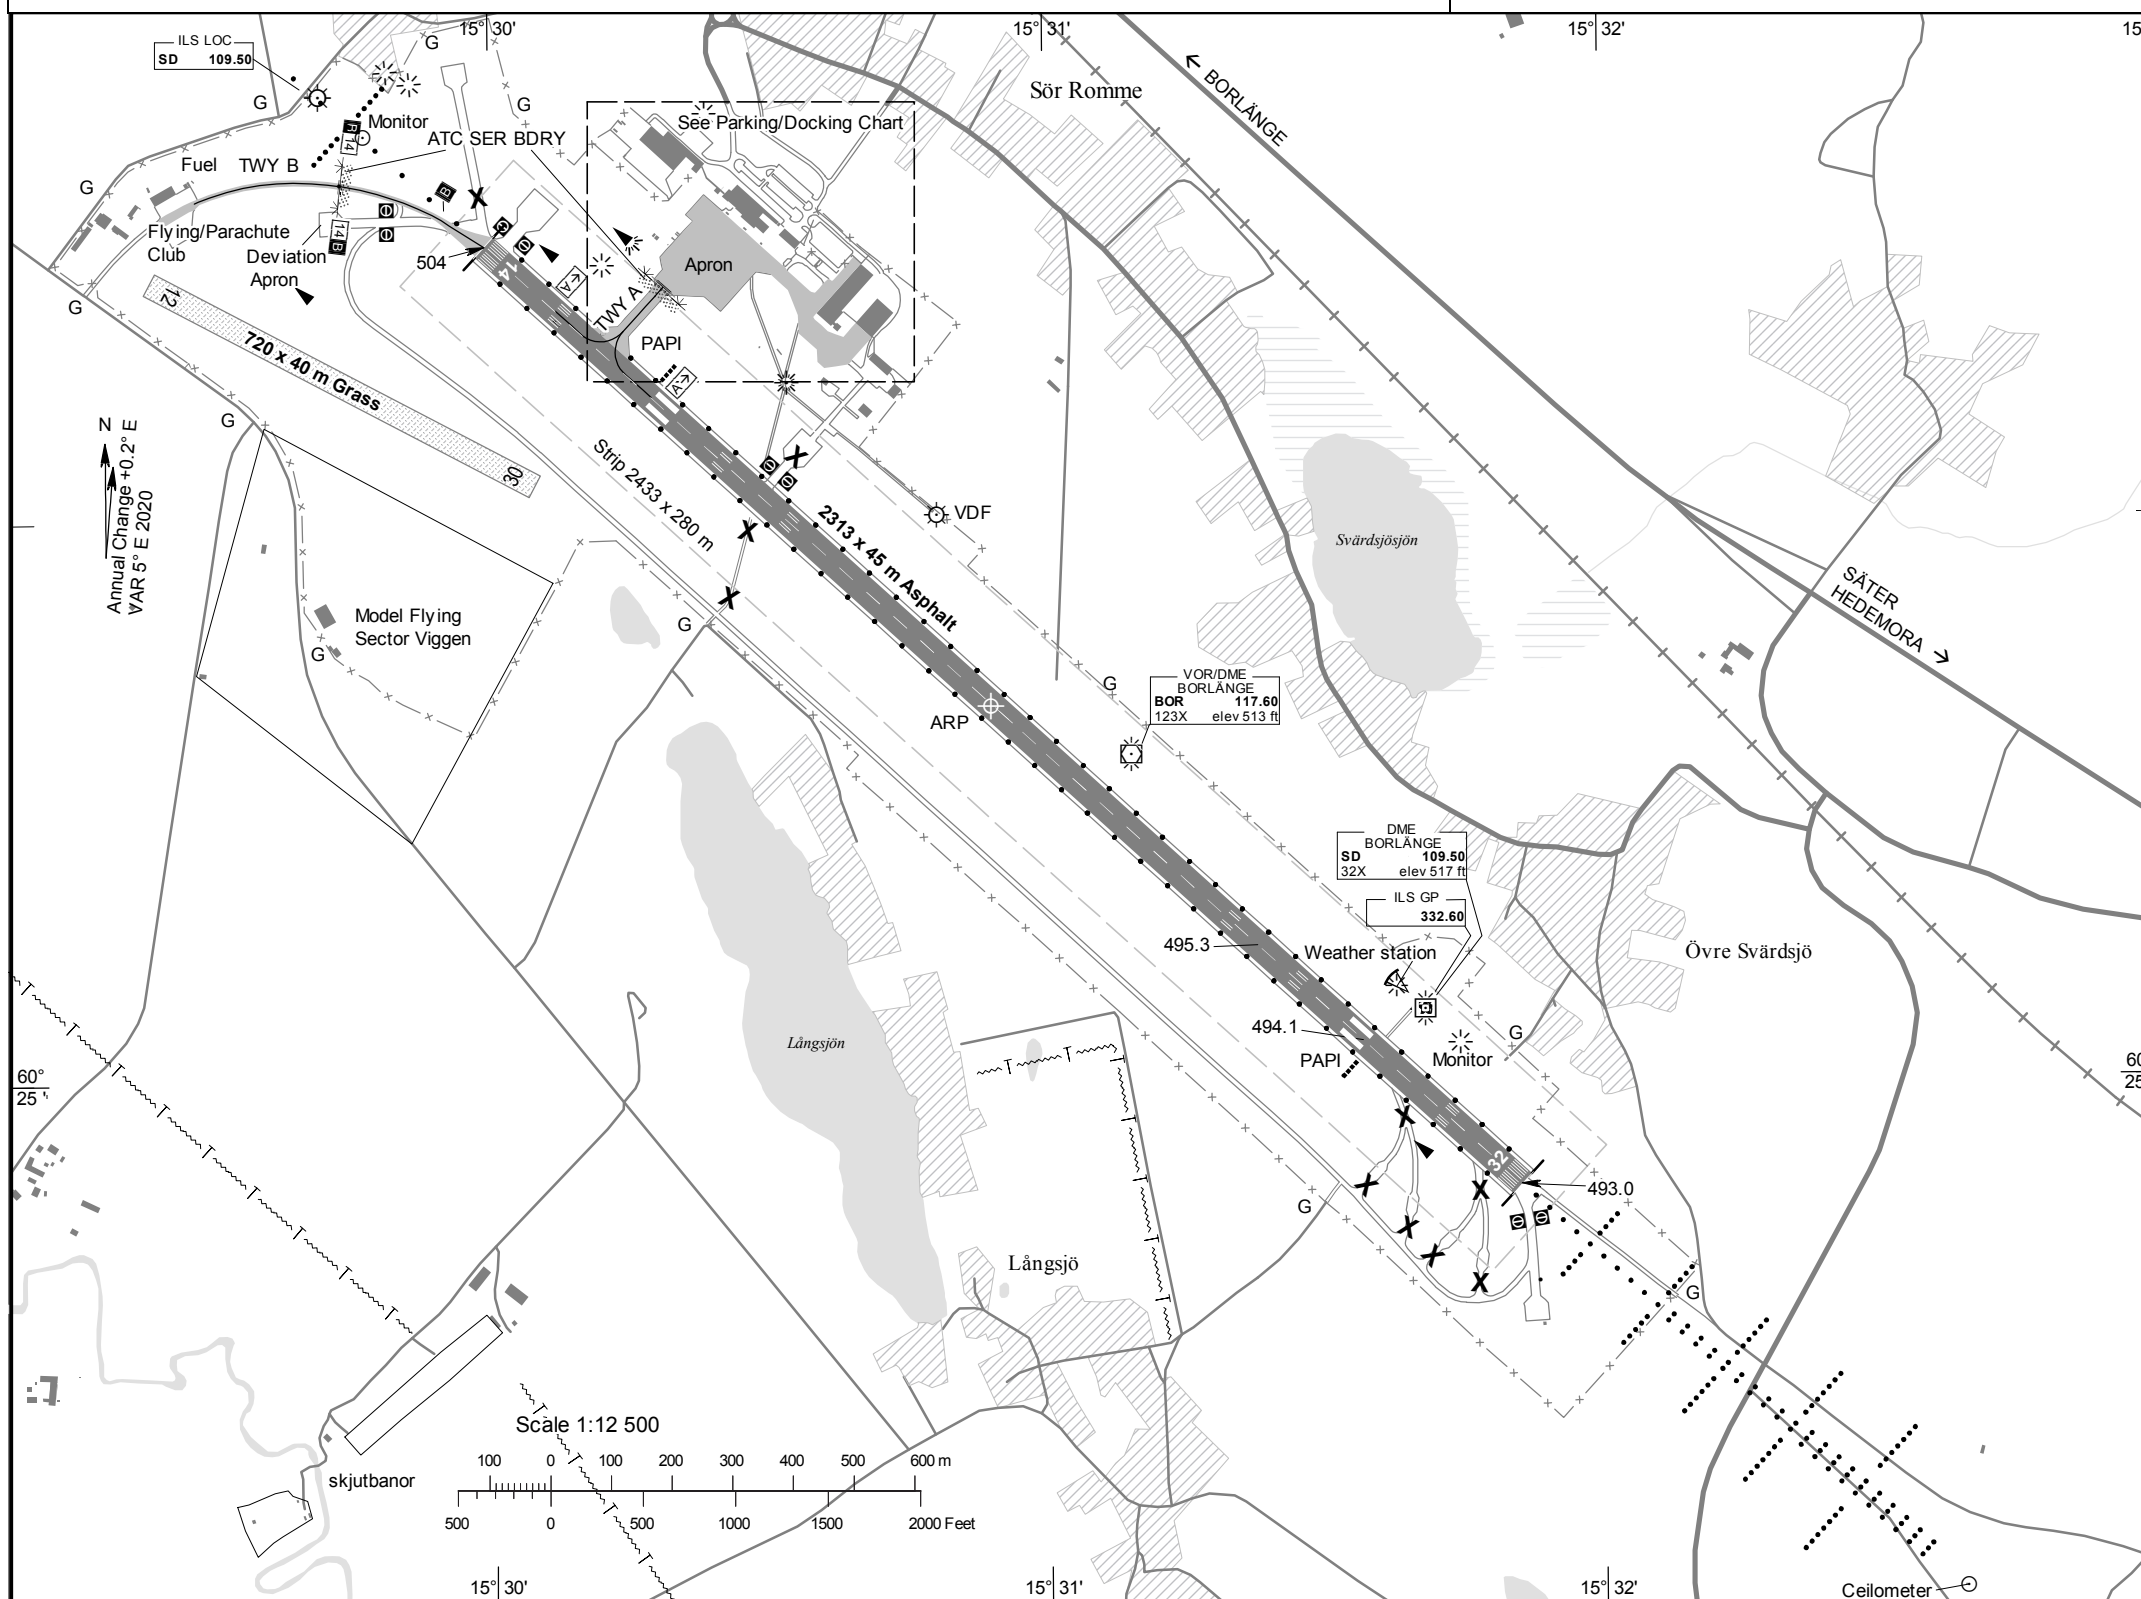 15° 30'
15° 31'
15° 32'
15
ILS LOC
SD 109.50
G
G
G
G
BORLÄNGE
Sör Romme
See Parking/Docking Chart
Monitor
ATC SER BDRY
R
14
Fuel
TWY B
B
Flying/Parachute
Club
Deviation
Apron
14
B
504
14
A
TWY A
Apron
PAPI
A
G
12
720 x 40 m Grass
30
G
N
Annual Change +0.2° E
VAR 5° E 2020
Strip 2433 x 280 m
2313 x 45 m Asphalt
VDF
Svärdsjösjön
SÄTER
HEDEMORA
Model Flying
Sector Viggen
G
G
G
VOR/DME
BORLÄNGE
BOR 117.60
123X elev 513 ft
ARP
DME
BORLÄNGE
SD 109.50
32X elev 517 ft
ILS GP
332.60
495.3
Weather station
Övre Svärdsjö
494.1
G
PAPI
Monitor
Långsjön
60°
25 '
60
25
32
493.0
G
G
Långsjö
Scale 1:12 500
100 0 100 200 300 400 500 600 m
500 0 500 1000 1500 2000 Feet
skjutbanor
15° 30'
15° 31'
15° 32'
Ceilometer